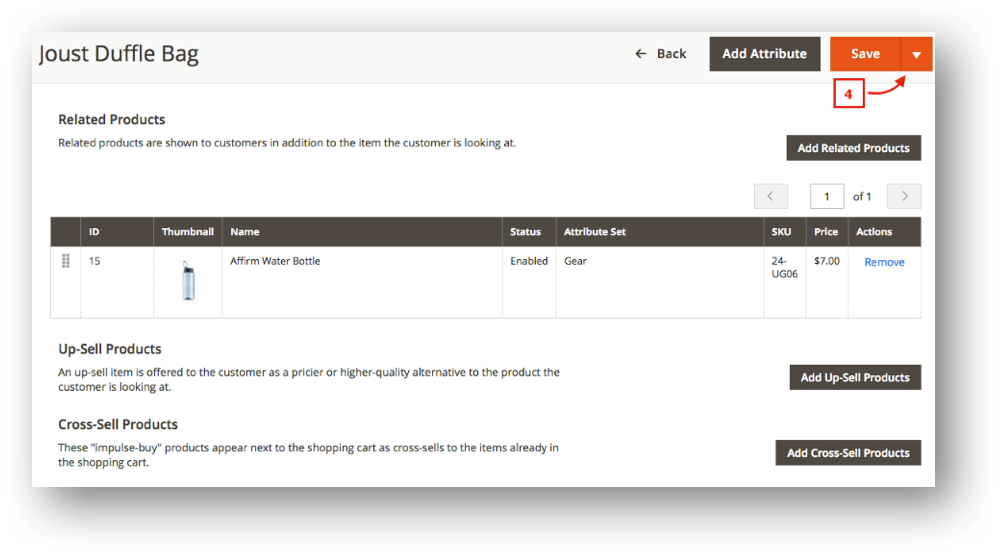 Joust Duffle Bag
← Back
Add Attribute
Save
4
Related Products
Related products are shown to customers in addition to the item the customer is looking at.
Add Related Products
1 of 1
ID Thumbnail Name Status Attribute Set SKU Price Actions
15 Affirm Water Bottle Enabled Gear 24- $7.00 Remove
UG06
Up-Sell Products
An up-sell item is offered to the customer as a pricier or higher-quality alternative to the product the
customer is looking at.
Add Up-Sell Products
Cross-Sell Products
These "impulse-buy" products appear next to the shopping cart as cross-sells to the items already in
the shopping cart.
Add Cross-Sell Products